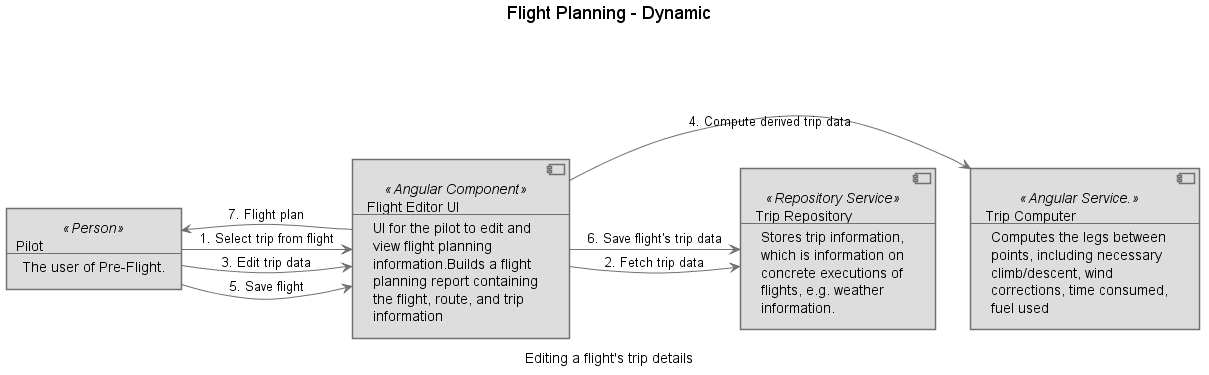 Flight Planning - Dynamic
4. Compute derived trip data
«Angular Component»
Flight Editor UI
UI for the pilot to edit and
view flight planning
information.Builds a flight
planning report containing
the flight, route, and trip
information
«Repository Service»
Trip Repository
Stores trip information,
which is information on
concrete executions of
flights, e.g. weather
information.
«Angular Service.»
Trip Computer
Computes the legs between
points, including necessary
climb/descent, wind
corrections, time consumed,
fuel used
«Person»
Pilot
The user of Pre-Flight.
7. Flight plan
1. Select trip from flight
3. Edit trip data
5. Save flight
6. Save flight's trip data
2. Fetch trip data
Editing a flight's trip details